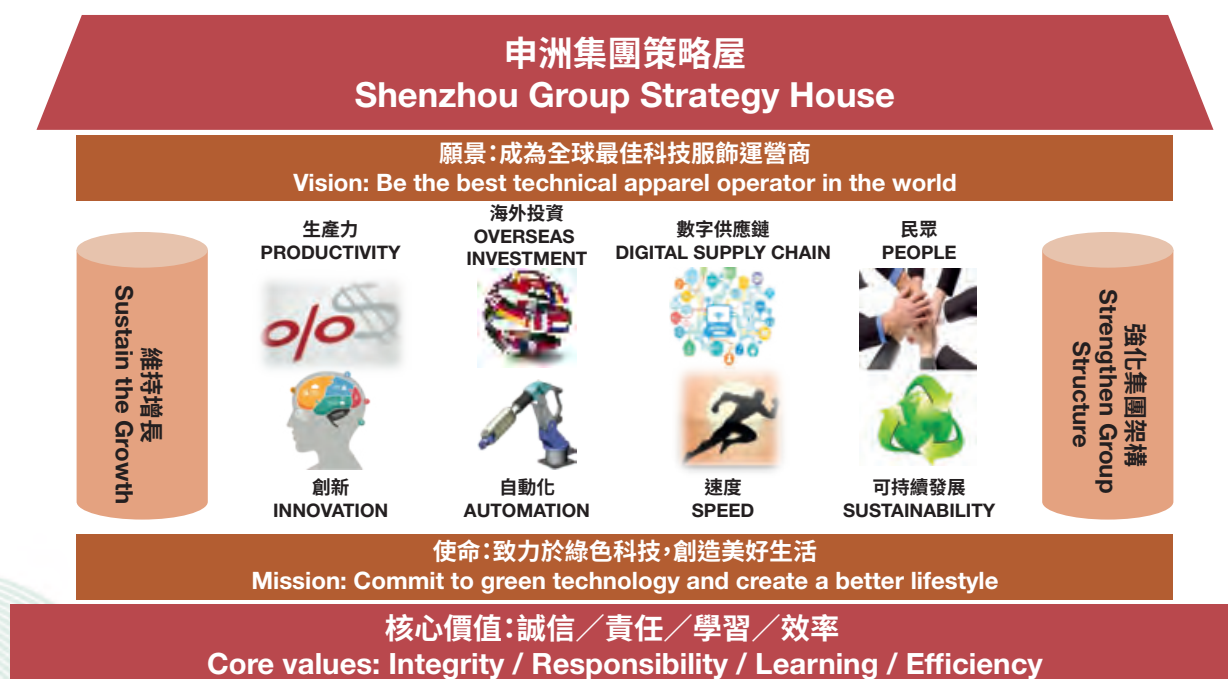 申洲集團策略屋
Shenzhou Group Strategy House
願景：成為全球最佳科技服飾運營商
Vision: Be the best technical apparel operator in the world
維持增長
Sustain the Growth
生產力
PRODUCTIVITY
海外投資
OVERSEAS
INVESTMENT
數字供應鏈
DIGITAL SUPPLY CHAIN
民眾
PEOPLE
%
$
創新
INNOVATION
自動化
AUTOMATION
速度
SPEED
可持續發展
SUSTAINABILITY
強化集團架構
Strengthen Group
Structure
使命：致力於綠色科技，創造美好生活
Mission: Commit to green technology and create a better lifestyle
核心價值：誠信／責任／學習／效率
Core values: Integrity / Responsibility / Learning / Efficiency